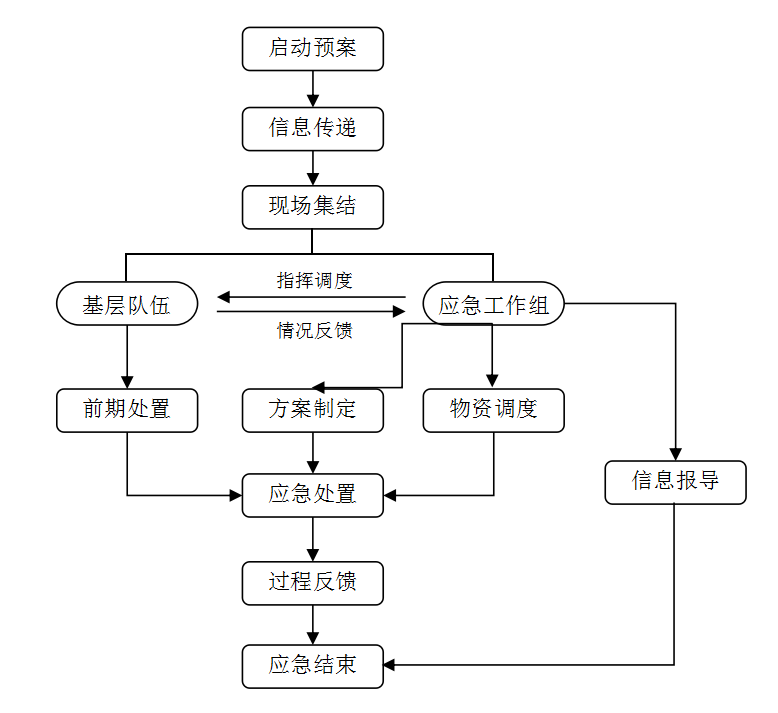 启动预案
信息传递
现场集结
指挥调度
基层队伍
应急工作组
情况反馈
前期处置
方案制定
物资调度
信息报导
应急处置
过程反馈
应急结束